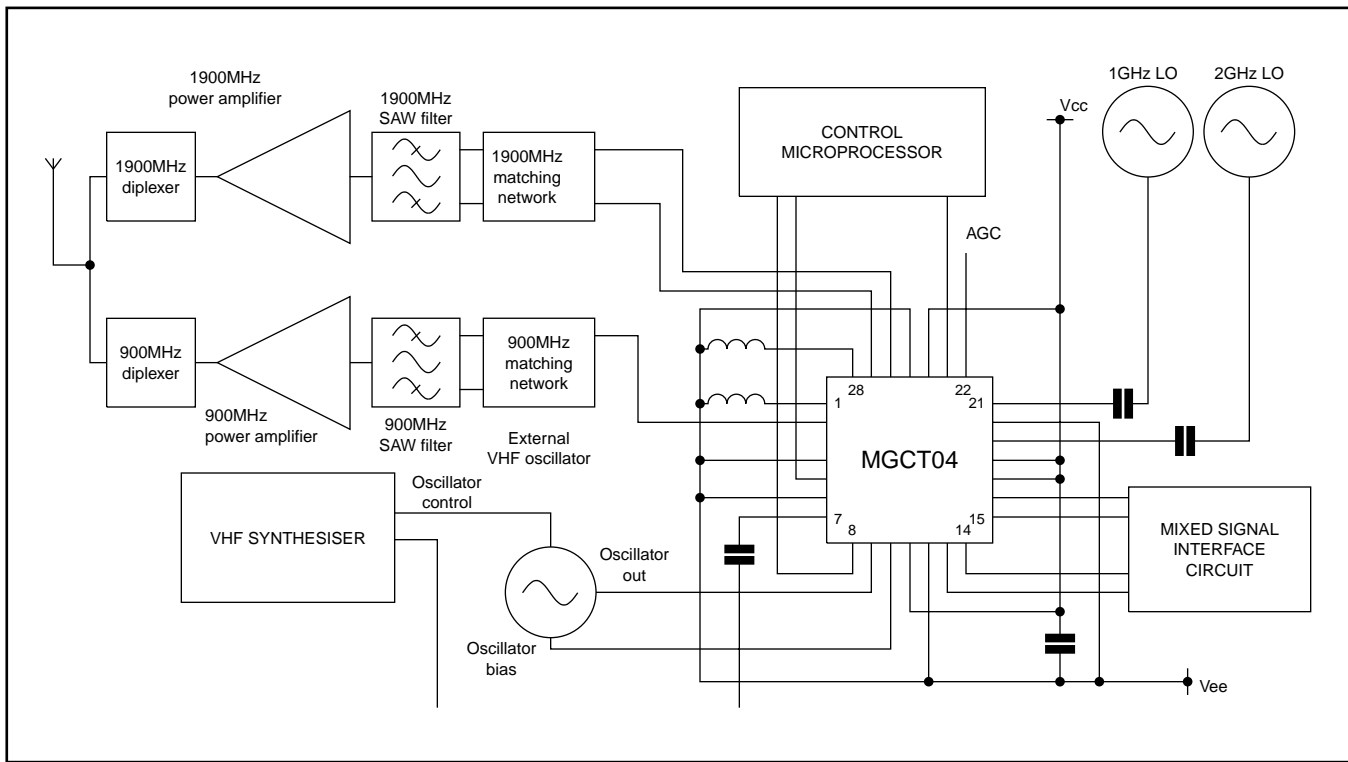 1900MHz
power amplifier
1900MHz
SAW filter
1900MHz
diplexer
1900MHz
matching
network
CONTROL
MICROPROCESSOR
Vcc
1GHz LO
2GHz LO
AGC
900MHz
diplexer
900MHz
power amplifier
900MHz
SAW filter
900MHz
matching
network
External
VHF oscillator
28
22
1
21
MGCT04
7
15
8
14
VHF SYNTHESISER
Oscillator
control
Oscillator
out
Oscillator
bias
MIXED SIGNAL
INTERFACE
CIRCUIT
Vee